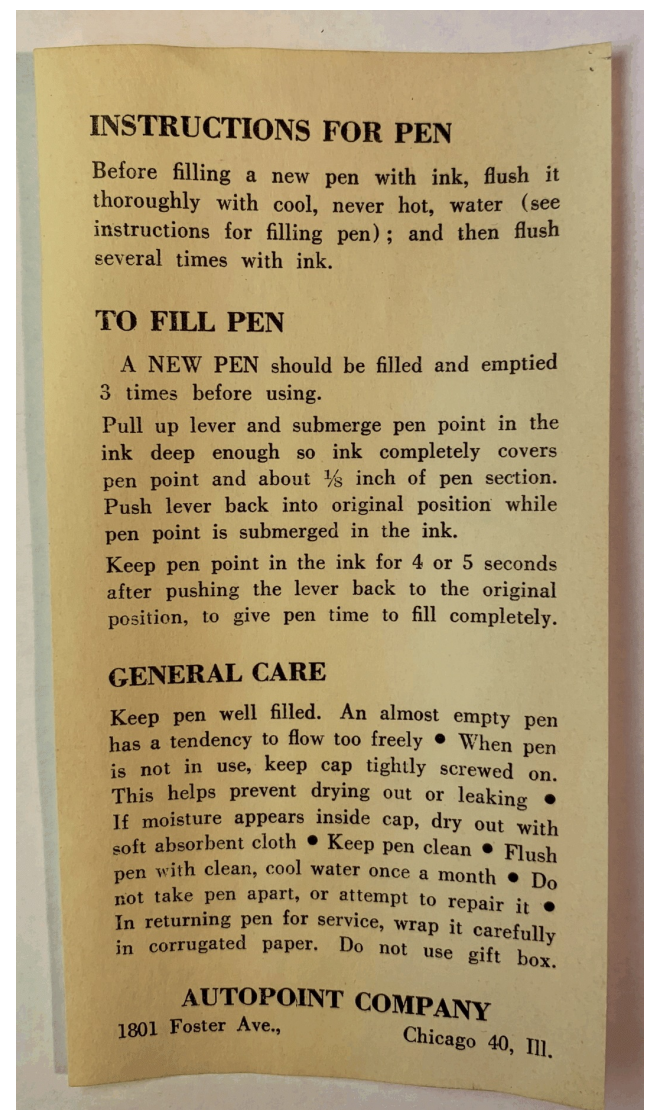 INSTRUCTIONS FOR PEN
Before filling a new pen with ink, flush it
thoroughly with cool, never hot, water (see
instructions for filling pen); and then flush
several times with ink.
TO FILL PEN
A NEW PEN should be filled and emptied
3 times before using.
Pull up lever and submerge pen point in the
ink deep enough so ink completely covers
pen point and about ⅛ inch of pen section.
Push lever back into original position while
pen point is submerged in the ink.
Keep pen point in the ink for 4 or 5 seconds
after pushing the lever back to the original
position, to give pen time to fill completely.
GENERAL CARE
Keep pen well filled. An almost empty pen
has a tendency to flow too freely ● When pen
is not in use, keep cap tightly screwed on.
This helps prevent drying out or leaking ●
If moisture appears inside cap, dry out with
soft absorbent cloth ● Keep pen clean ● Flush
pen with clean, cool water once a month ● Do
not take pen apart, or attempt to repair it ●
In returning pen for service, wrap it carefully
in corrugated paper. Do not use gift box.
AUTOPOINT COMPANY
1801 Foster Ave., Chicago 40, Ill.